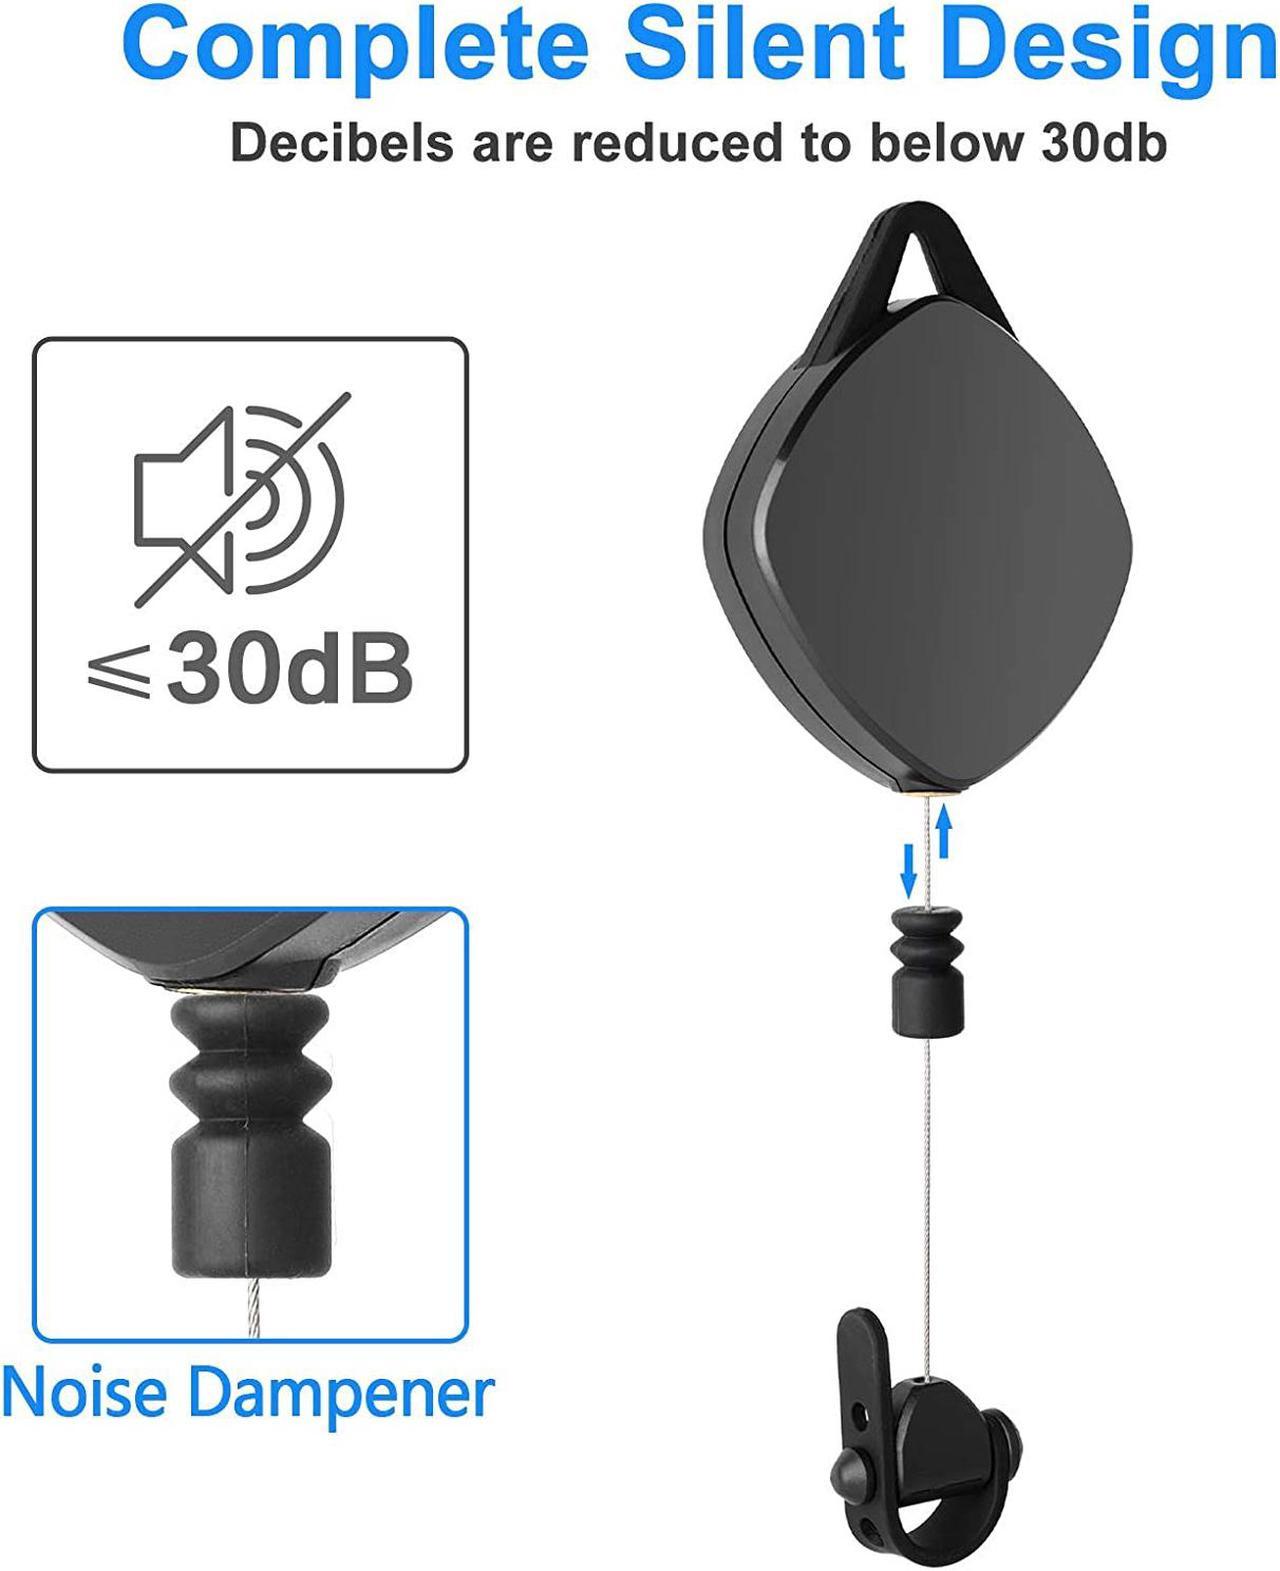 Complete Silent Design
Decibels are reduced to below 30db
≤30dB
Noise Dampener